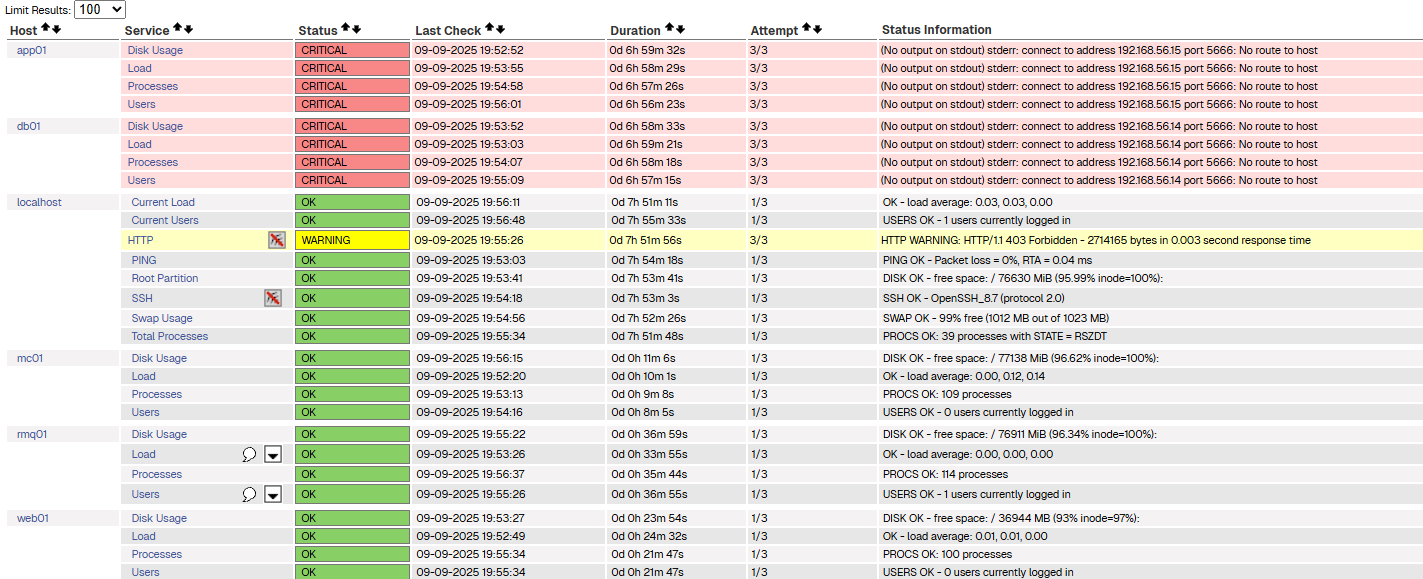 Limit Results: 100
Host Service Status Last Check Duration Attempt Status Information
app01 Disk Usage CRITICAL 09-09-2025 19:52:52 0d 6h 59m 32s 3/3 (No output on stdout) stderr: connect to address 192.168.56.15 port 5666: No route to host
Load CRITICAL 09-09-2025 19:53:55 0d 6h 58m 29s 3/3 (No output on stdout) stderr: connect to address 192.168.56.15 port 5666: No route to host
Processes CRITICAL 09-09-2025 19:54:58 0d 6h 57m 26s 3/3 (No output on stdout) stderr: connect to address 192.168.56.15 port 5666: No route to host
Users CRITICAL 09-09-2025 19:56:01 0d 6h 56m 23s 3/3 (No output on stdout) stderr: connect to address 192.168.56.15 port 5666: No route to host
db01 Disk Usage CRITICAL 09-09-2025 19:53:52 0d 6h 58m 33s 3/3 (No output on stdout) stderr: connect to address 192.168.56.14 port 5666: No route to host
Load CRITICAL 09-09-2025 19:53:03 0d 6h 59m 21s 3/3 (No output on stdout) stderr: connect to address 192.168.56.14 port 5666: No route to host
Processes CRITICAL 09-09-2025 19:54:07 0d 6h 58m 18s 3/3 (No output on stdout) stderr: connect to address 192.168.56.14 port 5666: No route to host
Users CRITICAL 09-09-2025 19:55:09 0d 6h 57m 15s 3/3 (No output on stdout) stderr: connect to address 192.168.56.14 port 5666: No route to host
localhost Current Load OK 09-09-2025 19:56:11 0d 7h 51m 11s 1/3 OK - load average: 0.03, 0.03, 0.00
Current Users OK 09-09-2025 19:56:48 0d 7h 55m 33s 1/3 USERS OK - 1 users currently logged in
HTTP WARNING 09-09-2025 19:55:26 0d 7h 51m 56s 3/3 HTTP WARNING: HTTP/1.1 403 Forbidden - 2714165 bytes in 0.003 second response time
PING OK 09-09-2025 19:53:03 0d 7h 54m 18s 1/3 PING OK - Packet loss = 0%, RTA = 0.04 ms
Root Partition OK 09-09-2025 19:53:41 0d 7h 53m 41s 1/3 DISK OK - free space: / 76630 MiB (95.99% inode=100%):
SSH OK 09-09-2025 19:54:18 0d 7h 53m 3s 1/3 SSH OK - OpenSSH_8.7 (protocol 2.0)
Swap Usage OK 09-09-2025 19:54:56 0d 7h 52m 26s 1/3 SWAP OK - 99% free (1012 MB out of 1023 MB)
Total Processes OK 09-09-2025 19:55:34 0d 7h 51m 48s 1/3 PROCS OK: 39 processes with STATE = RSZDT
mc01 Disk Usage OK 09-09-2025 19:56:15 0d 0h 11m 6s 1/3 DISK OK - free space: / 77138 MiB (96.62% inode=100%):
Load OK 09-09-2025 19:52:20 0d 0h 10m 1s 1/3 OK - load average: 0.00, 0.12, 0.14
Processes OK 09-09-2025 19:53:13 0d 0h 9m 8s 1/3 PROCS OK: 109 processes
Users OK 09-09-2025 19:54:16 0d 0h 8m 5s 1/3 USERS OK - 0 users currently logged in
rmq01 Disk Usage OK 09-09-2025 19:55:22 0d 0h 36m 59s 1/3 DISK OK - free space: / 76911 MiB (96.34% inode=100%):
Load OK 09-09-2025 19:53:26 0d 0h 33m 55s 1/3 OK - load average: 0.00, 0.00, 0.00
Processes OK 09-09-2025 19:56:37 0d 0h 35m 44s 1/3 PROCS OK: 114 processes
Users OK 09-09-2025 19:55:26 0d 0h 36m 55s 1/3 USERS OK - 1 users currently logged in
web01 Disk Usage OK 09-09-2025 19:53:27 0d 0h 23m 54s 1/3 DISK OK - free space: / 36944 MB (93% inode=97%):
Load OK 09-09-2025 19:52:49 0d 0h 24m 32s 1/3 OK - load average: 0.01, 0.01, 0.00
Processes OK 09-09-2025 19:55:34 0d 0h 21m 47s 1/3 PROCS OK: 100 processes
Users OK 09-09-2025 19:55:34 0d 0h 21m 47s 1/3 USERS OK - 0 users currently logged in